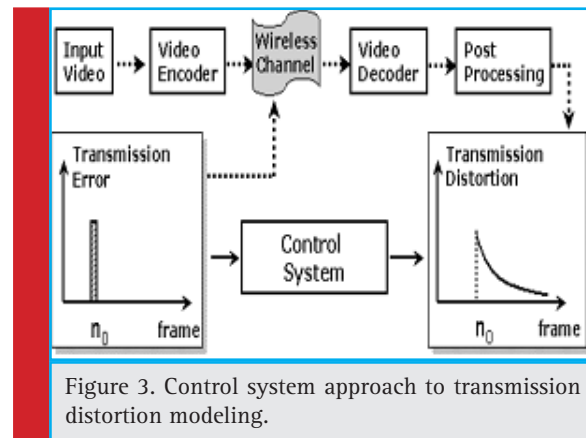 Input Video
Video Encoder
Wireless Channel
Video Decoder
Post Processing
Transmission Error
n0
frame
Control System
Transmission Distortion
n0
frame
Figure 3. Control system approach to transmission
distortion modeling.